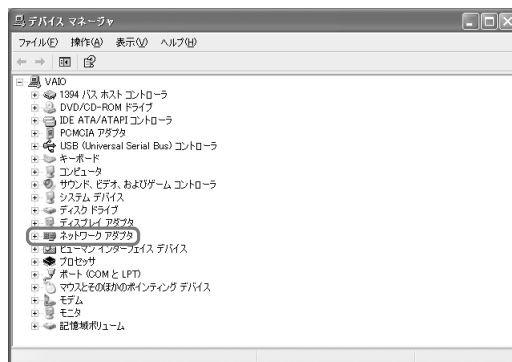 デバイス マネージャ
ファイル(F) 操作(A) 表示(V) ヘルプ(H)
VAIO
1394 バス ホスト コントローラ
DVD/CD-ROM ドライブ
IDE ATA/ATAPI コントローラ
PCMCIA アダプタ
USB (Universal Serial Bus) コントローラ
キーボード
コンピュータ
サウンド、ビデオ、およびゲーム コントローラ
システム デバイス
ディスク ドライブ
ディスプレイ アダプタ
ネットワーク アダプタ
ヒューマン インターフェイス デバイス
プロセッサ
ポート (COM と LPT)
マウスとそのほかのポインティング デバイス
モデム
モニタ
記憶域ボリューム